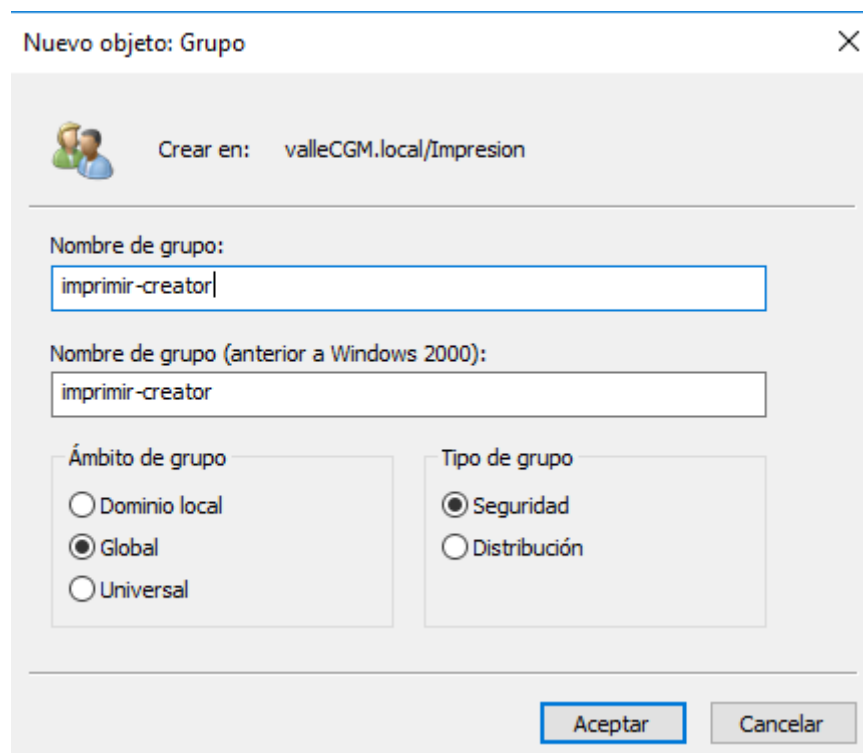 Nuevo objeto: Grupo
Crear en: valleCGM.local/Impresion
Nombre de grupo:
imprimir-creator
Nombre de grupo (anterior a Windows 2000):
imprimir-creator
Ámbito de grupo
Dominio local
Global
Universal
Tipo de grupo
Seguridad
Distribución
Aceptar
Cancelar